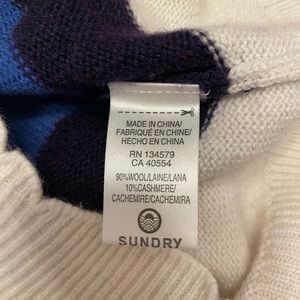 MADE IN CHINA/
FABRIQUÉ EN CHINE/
HECHO EN CHINA
RN 134579
CA 40554
90%WOOL/LAINE/LANA
10%CASHMERE/
CACHEMIRE/CACHEMIRA
SUNDRY